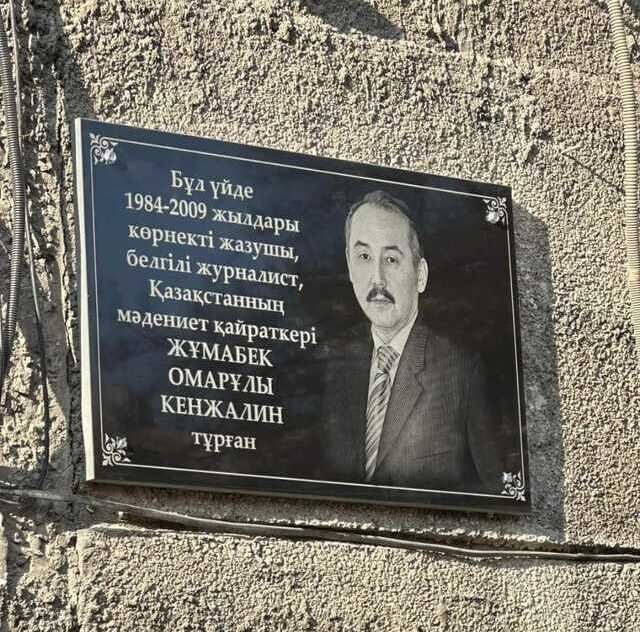 Бұл үйде
1984-2009 жылдары
көрнекті жазушы,
белгілі журналист,
Қазақстанның
мәдениет қайраткері
ЖҰМАБЕК
ОМАРҰЛЫ
КЕНЖАЛИН
тұрған